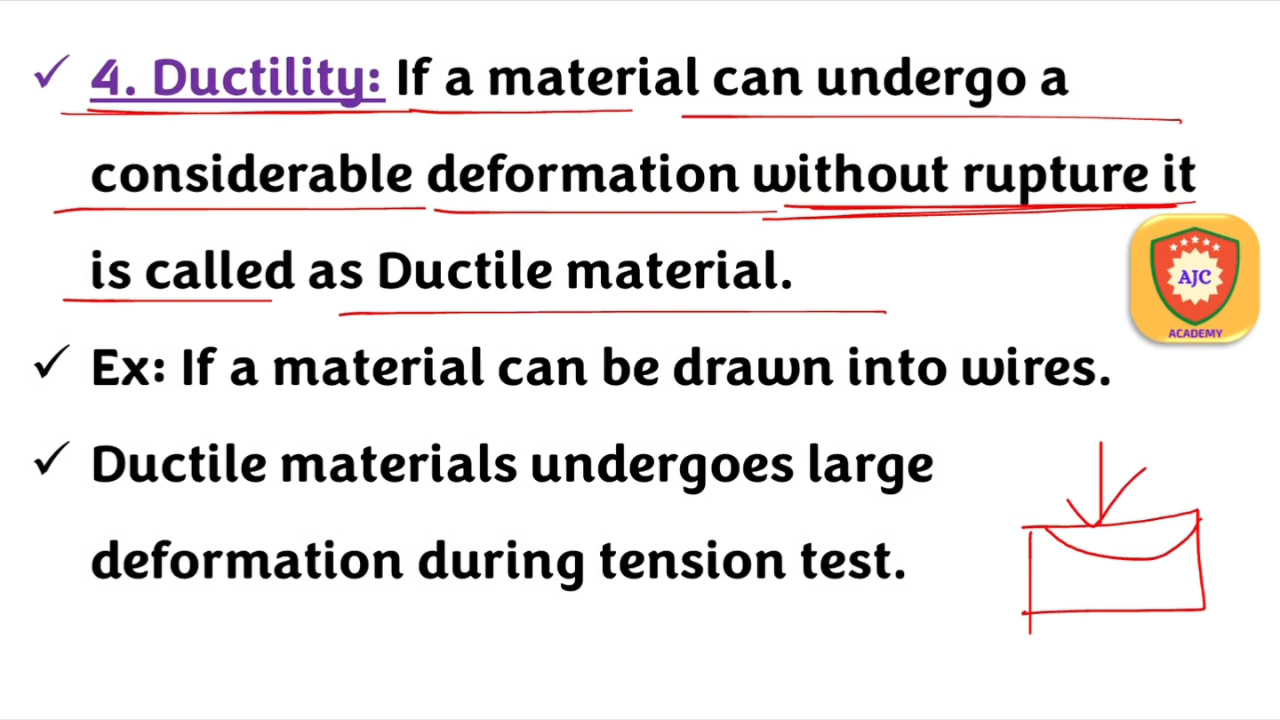 ✓ 4. Ductility: If a material can undergo a
considerable deformation without rupture it
is called as Ductile material.
✓ Ex: If a material can be drawn into wires.
✓ Ductile materials undergoes large
deformation during tension test.
AJC
ACADEMY